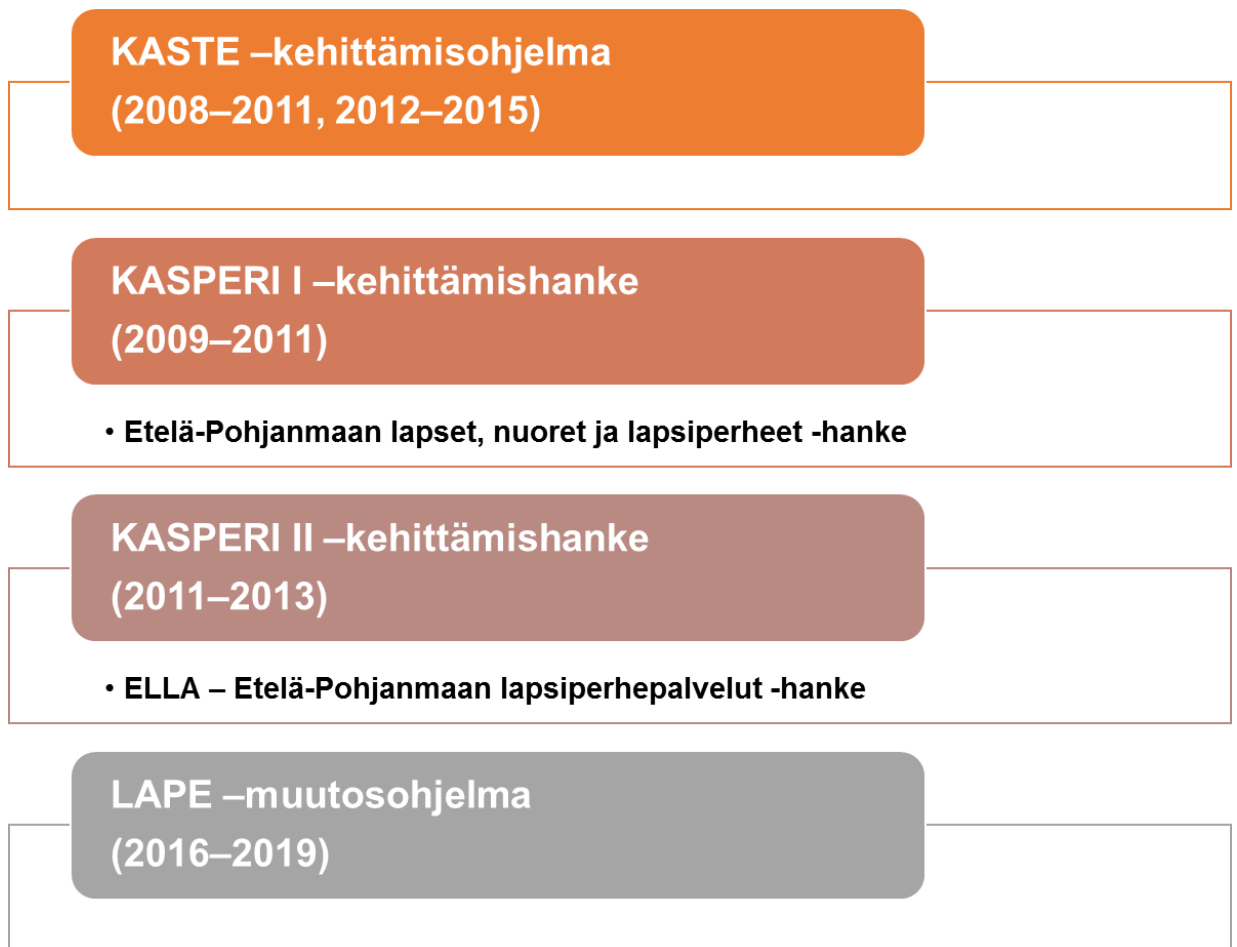 KASTE –kehittämisohjelma
(2008–2011, 2012–2015)
KASPERI I –kehittämishanke
(2009–2011)
• Etelä-Pohjanmaan lapset, nuoret ja lapsiperheet -hanke
KASPERI II –kehittämishanke
(2011–2013)
• ELLA – Etelä-Pohjanmaan lapsiperhepalvelut -hanke
LAPE –muutosohjelma
(2016–2019)